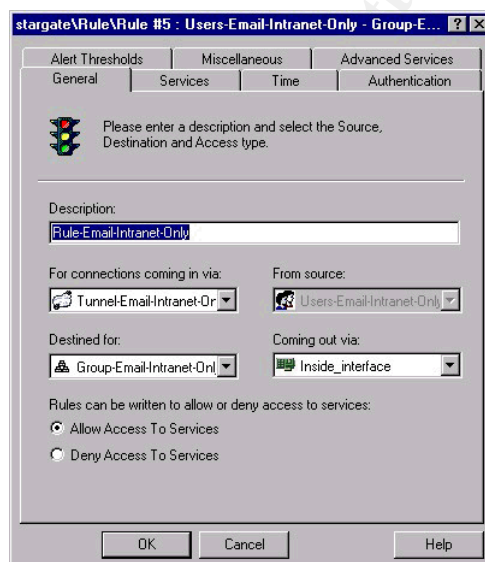 stargate\Rule\Rule #5 : Users-Email-Intranet-Only - Group-E...
Alert Thresholds Miscellaneous Advanced Services
General Services Time Authentication
Please enter a description and select the Source,
Destination and Access type.
Description:
Rule-Email-Intranet-Only
For connections coming in via: From source:
Tunnel-Email-Intranet-Or Users-Email-Intranet-Only
Destined for: Coming out via:
Group-Email-Intranet-Onl Inside_interface
Rules can be written to allow or deny access to services:
Allow Access To Services
Deny Access To Services
OK Cancel Help